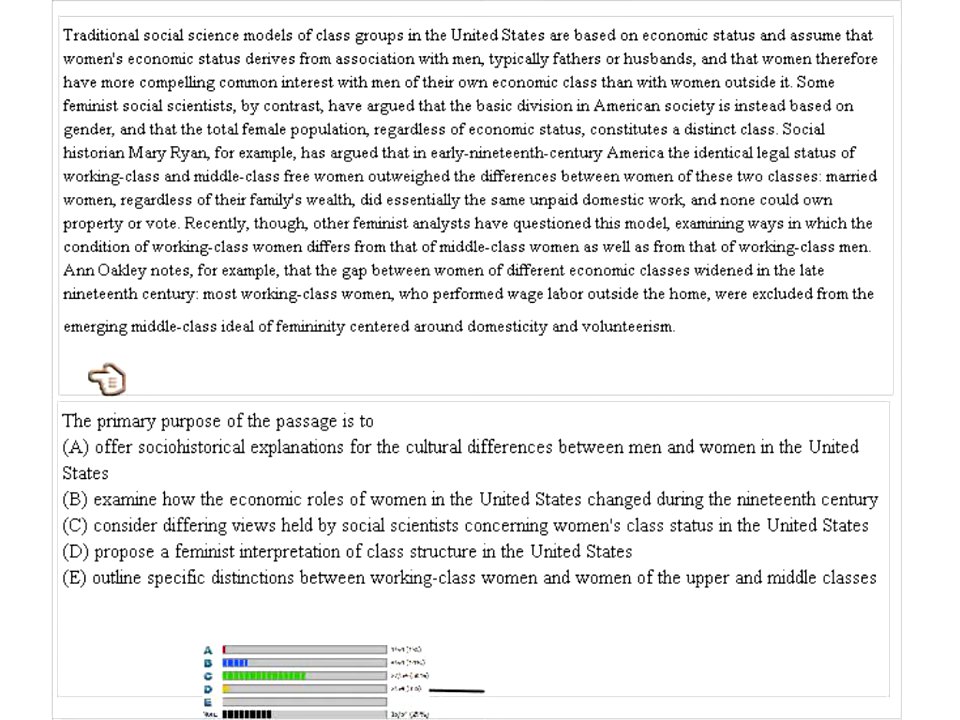 Traditional social science models of class groups in the United States are based on economic status and assume that
women's economic status derives from association with men, typically fathers or husbands, and that women therefore
have more compelling common interest with men of their own economic class than with women outside it. Some
feminist social scientists, by contrast, have argued that the basic division in American society is instead based on
gender, and that the total female population, regardless of economic status, constitutes a distinct class. Social
historian Mary Ryan, for example, has argued that in early-nineteenth-century America the identical legal status of
working-class and middle-class free women outweighed the differences between women of these two classes: married
women, regardless of their family's wealth, did essentially the same unpaid domestic work, and none could own
property or vote. Recently, though, other feminist analysts have questioned this model, examining ways in which the
condition of working-class women differs from that of middle-class women as well as from that of working-class men.
Ann Oakley notes, for example, that the gap between women of different economic classes widened in the late
nineteenth century: most working-class women, who performed wage labor outside the home, were excluded from the
emerging middle-class ideal of femininity centered around domesticity and volunteerism.
The primary purpose of the passage is to
(A) offer sociohistorical explanations for the cultural differences between men and women in the United
States
(B) examine how the economic roles of women in the United States changed during the nineteenth century
(C) consider differing views held by social scientists concerning women's class status in the United States
(D) propose a feminist interpretation of class structure in the United States
(E) outline specific distinctions between working-class women and women of the upper and middle classes
A
B
C
D
E